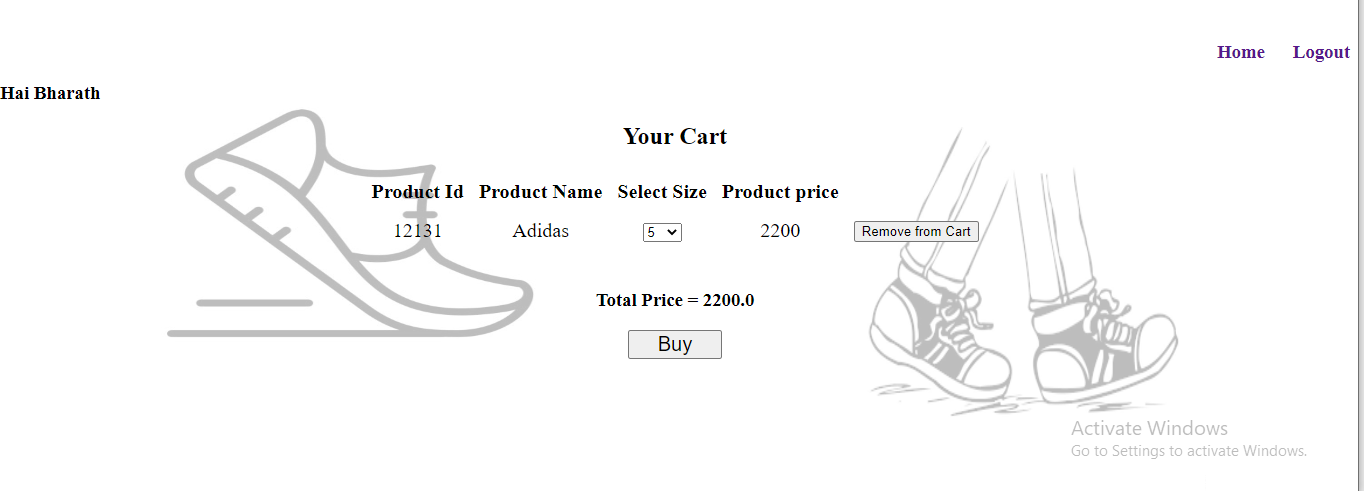 Home Logout
Hai Bharath
Your Cart
Product Id Product Name Select Size Product price
12131 Adidas 5 2200 Remove from Cart
Total Price = 2200.0
Buy
Activate Windows
Go to Settings to activate Windows.